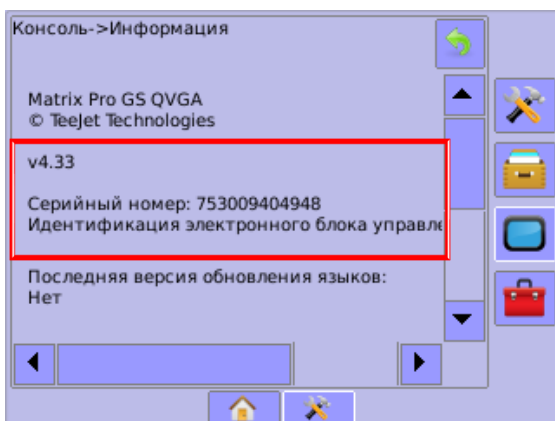 Консоль->Информация
Matrix Pro GS QVGA
© TeeJet Technologies
v4.33
Серийный номер: 753009404948
Идентификация электронного блока управле
Последняя версия обновления языков:
Нет